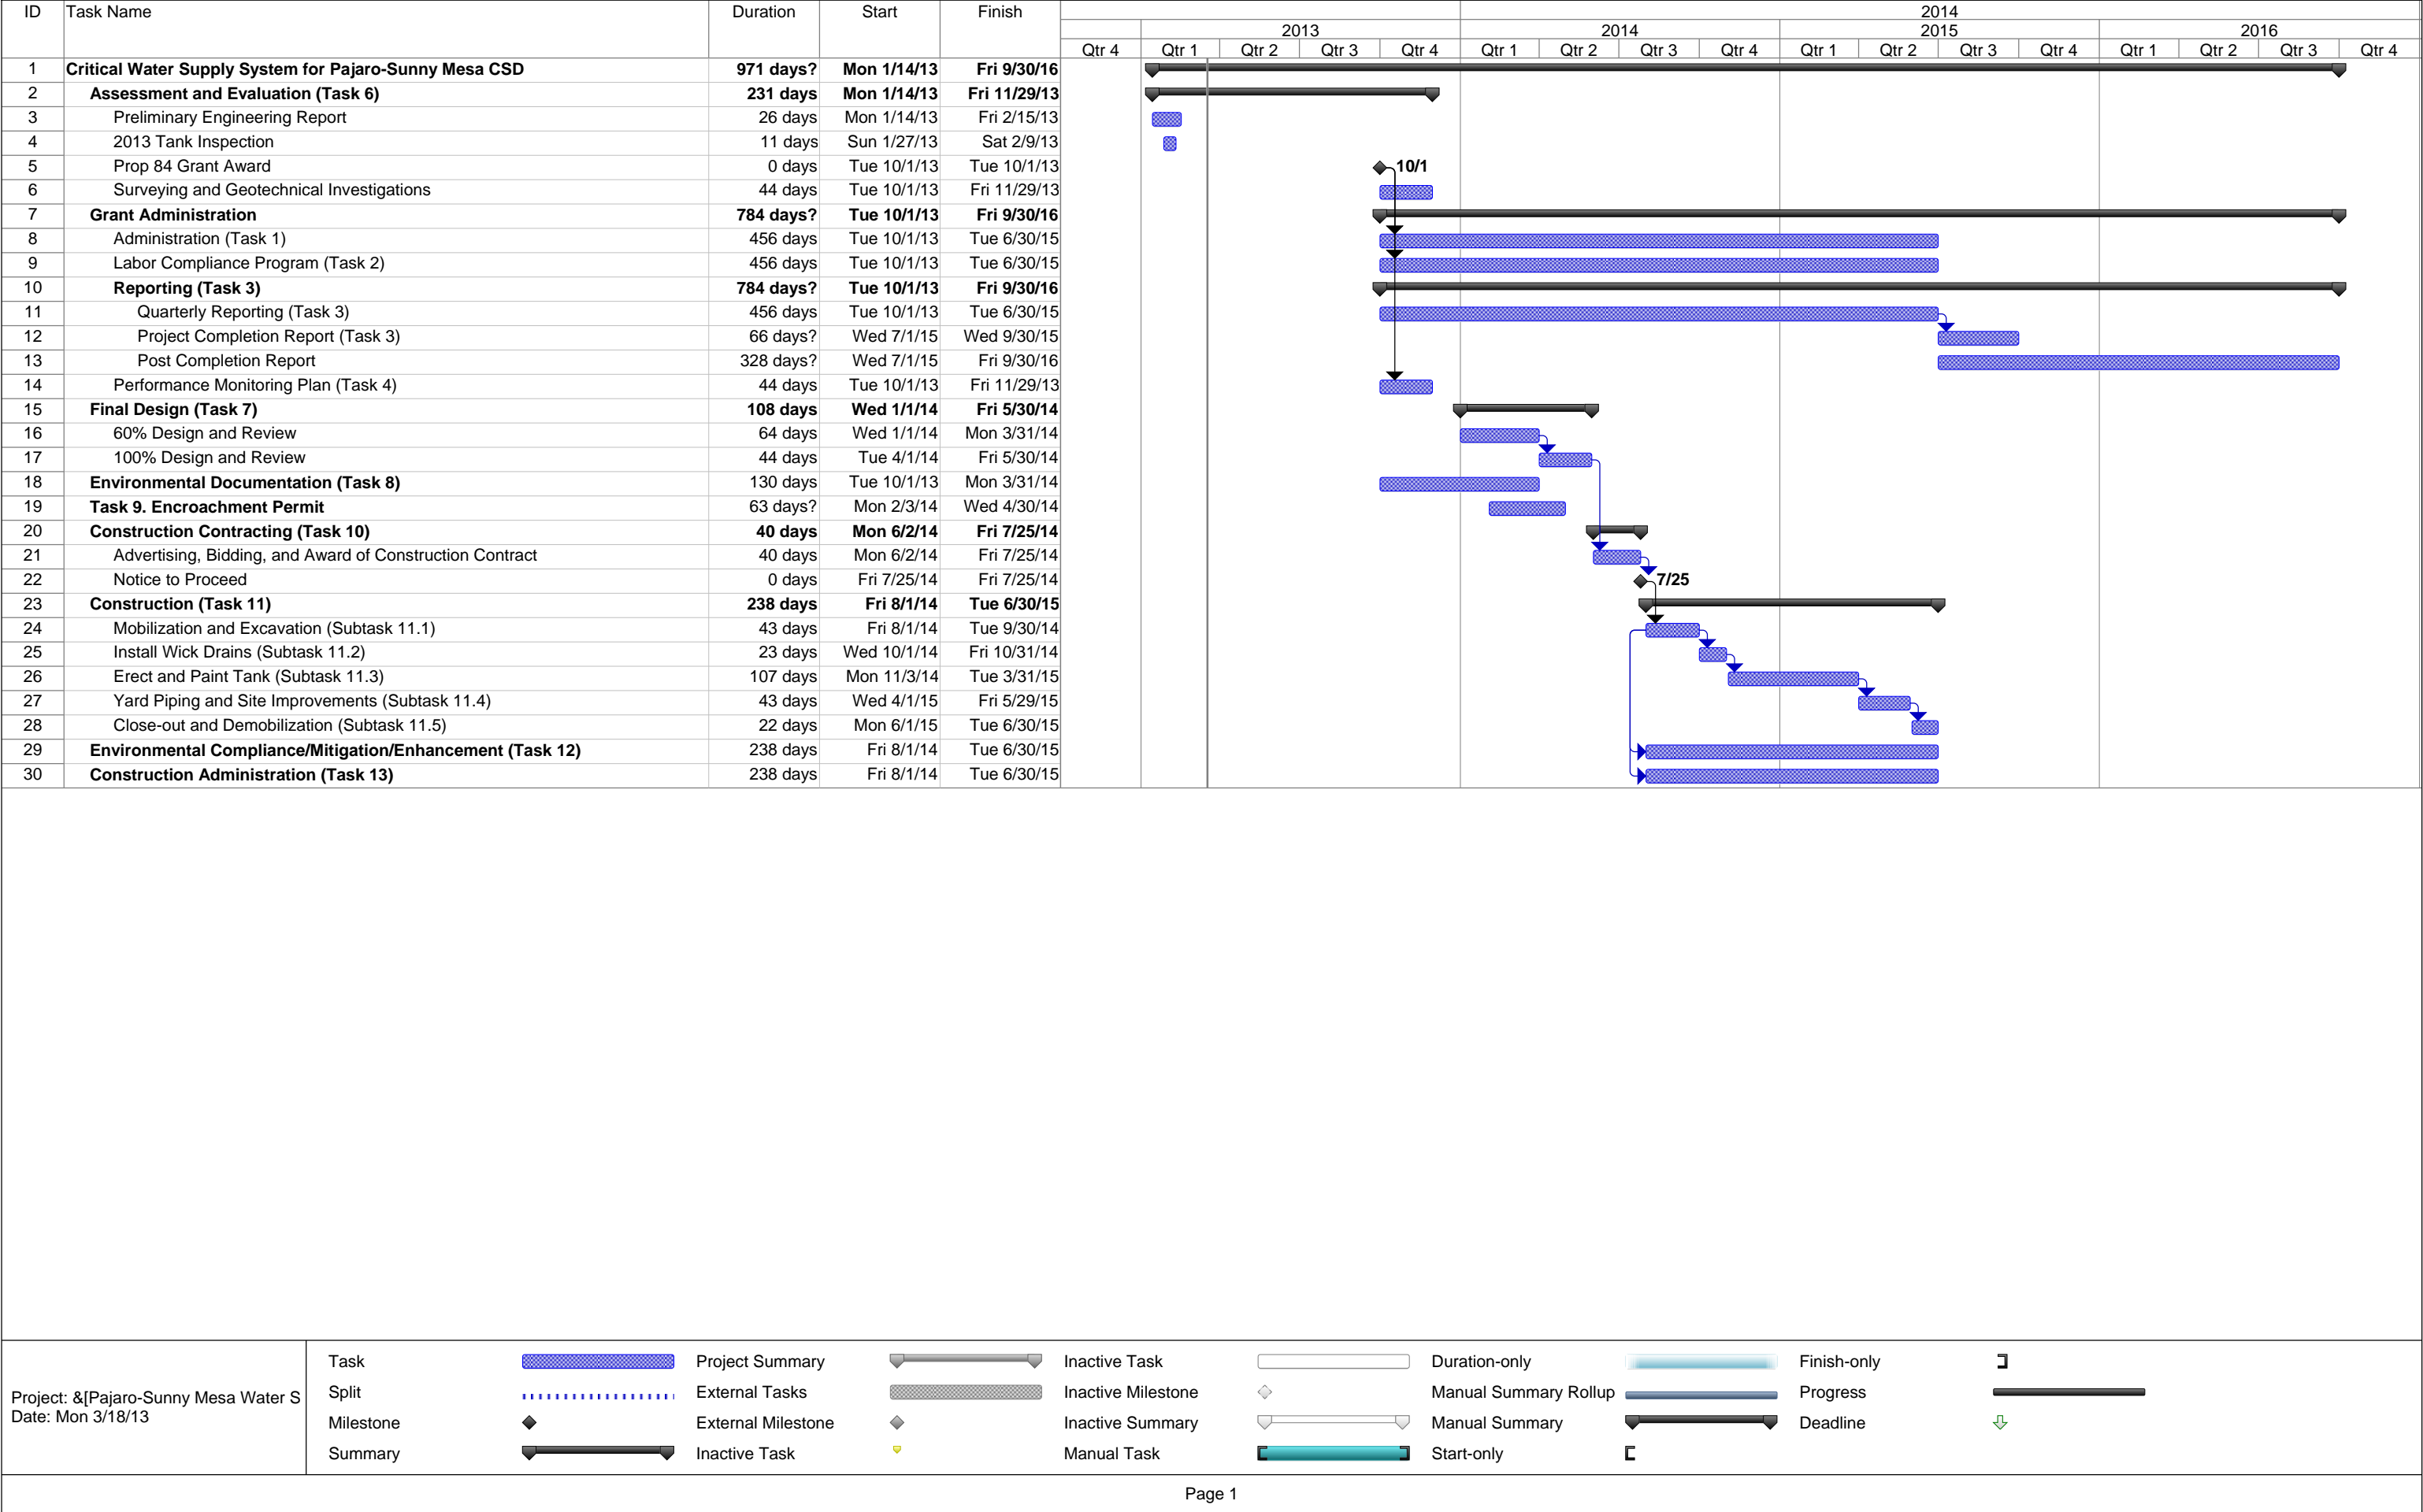 ID Task Name Duration Start Finish 2014
2013 2014 2015 2016
Qtr 4 Qtr 1 Qtr 2 Qtr 3 Qtr 4 Qtr 1 Qtr 2 Qtr 3 Qtr 4 Qtr 1 Qtr 2 Qtr 3 Qtr 4 Qtr 1 Qtr 2 Qtr 3 Qtr 4
1 Critical Water Supply System for Pajaro-Sunny Mesa CSD 971 days? Mon 1/14/13 Fri 9/30/16
2 Assessment and Evaluation (Task 6) 231 days Mon 1/14/13 Fri 11/29/13
3 Preliminary Engineering Report 26 days Mon 1/14/13 Fri 2/15/13
4 2013 Tank Inspection 11 days Sun 1/27/13 Sat 2/9/13
5 Prop 84 Grant Award 0 days Tue 10/1/13 Tue 10/1/13 10/1
6 Surveying and Geotechnical Investigations 44 days Tue 10/1/13 Fri 11/29/13
7 Grant Administration 784 days? Tue 10/1/13 Fri 9/30/16
8 Administration (Task 1) 456 days Tue 10/1/13 Tue 6/30/15
9 Labor Compliance Program (Task 2) 456 days Tue 10/1/13 Tue 6/30/15
10 Reporting (Task 3) 784 days? Tue 10/1/13 Fri 9/30/16
11 Quarterly Reporting (Task 3) 456 days Tue 10/1/13 Tue 6/30/15
12 Project Completion Report (Task 3) 66 days? Wed 7/1/15 Wed 9/30/15
13 Post Completion Report 328 days? Wed 7/1/15 Fri 9/30/16
14 Performance Monitoring Plan (Task 4) 44 days Tue 10/1/13 Fri 11/29/13
15 Final Design (Task 7) 108 days Wed 1/1/14 Fri 5/30/14
16 60% Design and Review 64 days Wed 1/1/14 Mon 3/31/14
17 100% Design and Review 44 days Tue 4/1/14 Fri 5/30/14
18 Environmental Documentation (Task 8) 130 days Tue 10/1/13 Mon 3/31/14
19 Task 9. Encroachment Permit 63 days? Mon 2/3/14 Wed 4/30/14
20 Construction Contracting (Task 10) 40 days Mon 6/2/14 Fri 7/25/14
21 Advertising, Bidding, and Award of Construction Contract 40 days Mon 6/2/14 Fri 7/25/14
22 Notice to Proceed 0 days Fri 7/25/14 Fri 7/25/14 7/25
23 Construction (Task 11) 238 days Fri 8/1/14 Tue 6/30/15
24 Mobilization and Excavation (Subtask 11.1) 43 days Fri 8/1/14 Tue 9/30/14
25 Install Wick Drains (Subtask 11.2) 23 days Wed 10/1/14 Fri 10/31/14
26 Erect and Paint Tank (Subtask 11.3) 107 days Mon 11/3/14 Tue 3/31/15
27 Yard Piping and Site Improvements (Subtask 11.4) 43 days Wed 4/1/15 Fri 5/29/15
28 Close-out and Demobilization (Subtask 11.5) 22 days Mon 6/1/15 Tue 6/30/15
29 Environmental Compliance/Mitigation/Enhancement (Task 12) 238 days Fri 8/1/14 Tue 6/30/15
30 Construction Administration (Task 13) 238 days Fri 8/1/14 Tue 6/30/15
Project: &[Pajaro-Sunny Mesa Water S
Date: Mon 3/18/13
Task Project Summary Inactive Task Duration-only Finish-only
Split External Tasks Inactive Milestone Manual Summary Rollup Progress
Milestone External Milestone Inactive Summary Manual Summary Deadline
Summary Inactive Task Manual Task Start-only
Page 1